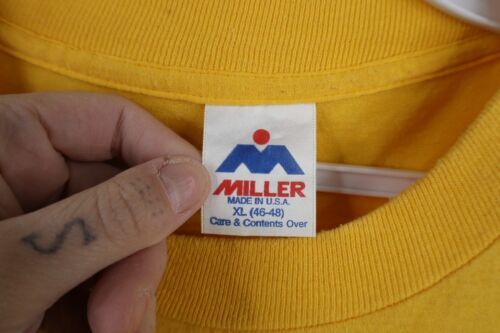 MILLER
MADE IN U.S.A.
XL (46-48)
Care & Contents Over